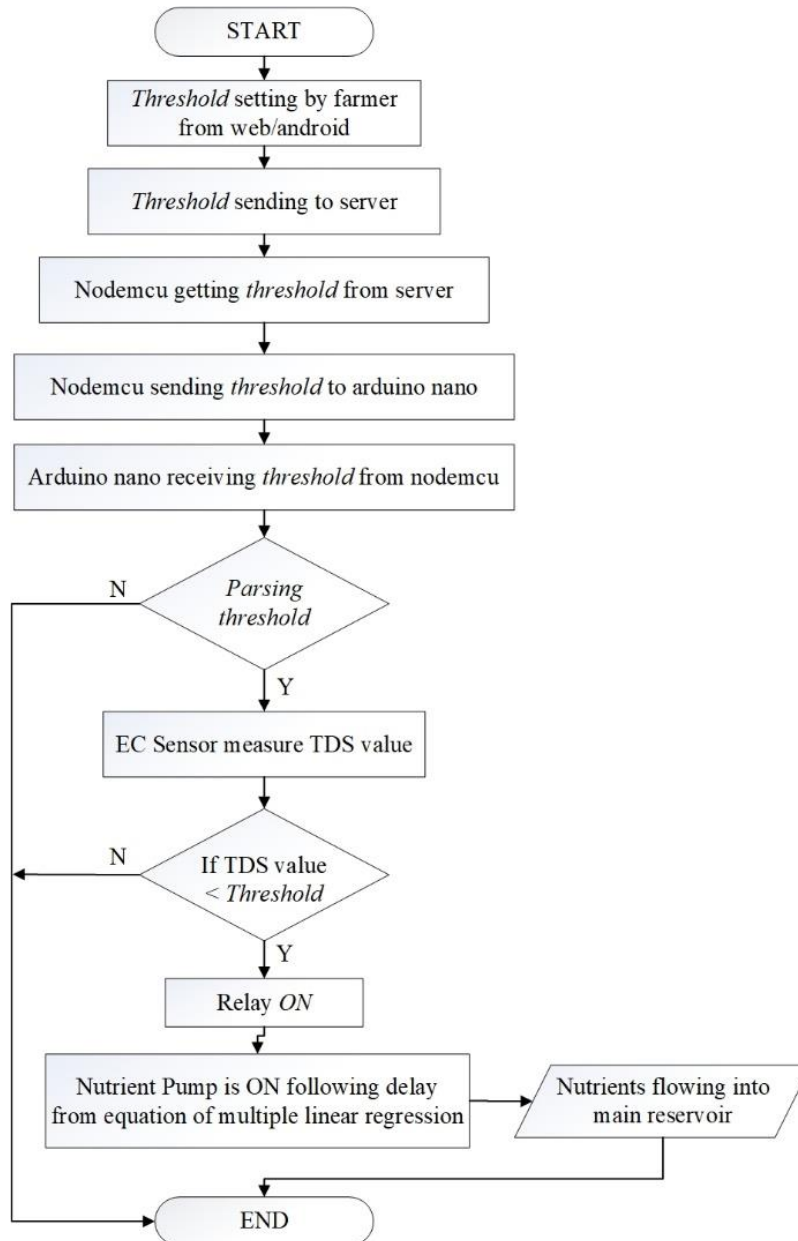 START
Threshold setting by farmer
from web/android
Threshold sending to server
Nodemcu getting threshold from server
Nodemcu sending threshold to arduino nano
Arduino nano receiving threshold from nodemcu
N
Parsing
threshold
Y
EC Sensor measure TDS value
N
If TDS value
< Threshold
Y
Relay ON
Nutrient Pump is ON following delay
from equation of multiple linear regression
Nutrients flowing into
main reservoir
END